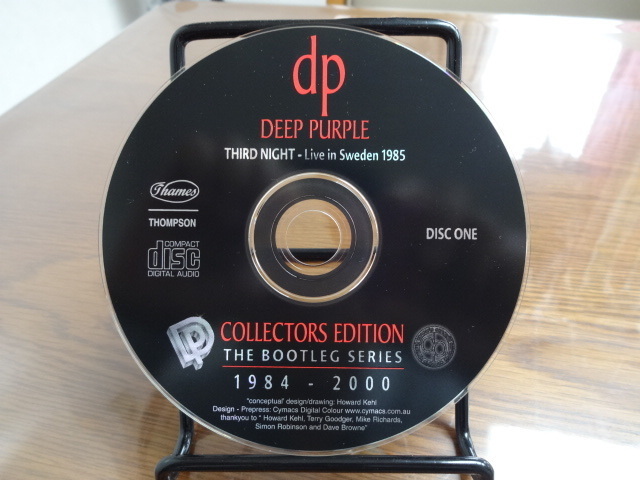 dp
DEEP PURPLE
THIRD NIGHT - Live in Sweden 1985
Thames
THOMPSON
COMPACT
disc
DIGITAL AUDIO
DISC ONE
DP
COLLECTORS EDITION
THE BOOTLEG SERIES
1984 - 2000
"conceptual' design/drawing: Howard Kehl
Design - Prepress: Cymacs Digital Colour www.cymacs.com.au
thankyou to " Howard Kehl, Terry Goodger, Mike Richards,
Simon Robinson and Dave Browne"